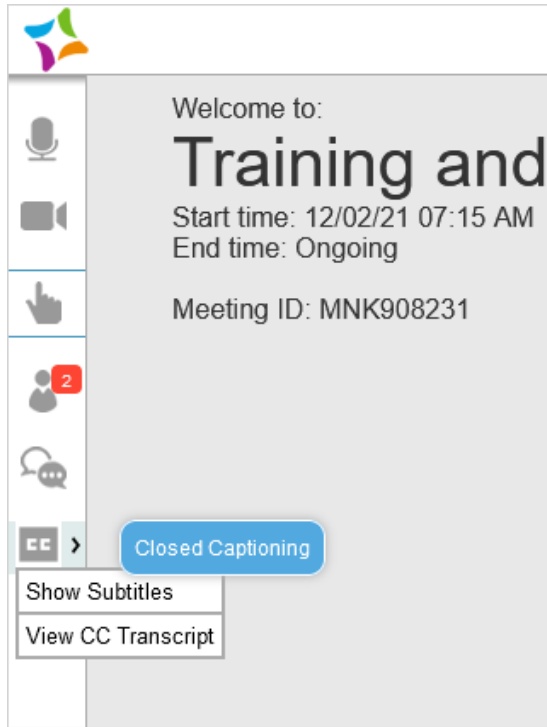 Welcome to:
Training and
Start time: 12/02/21 07:15 AM
End time: Ongoing
Meeting ID: MNK908231
2
CC
Closed Captioning
Show Subtitles
View CC Transcript